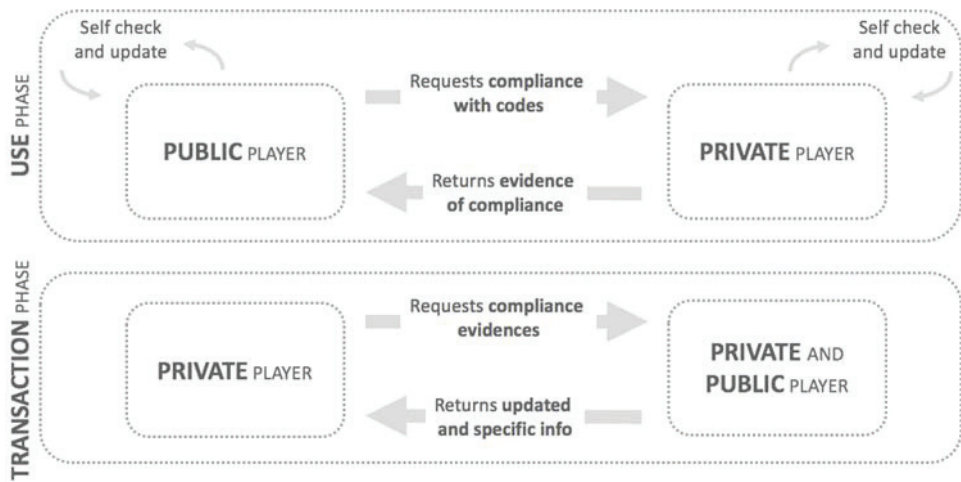 USE PHASE
Self check
and update
Self check
and update
Requests compliance
with codes
PUBLIC PLAYER
PRIVATE PLAYER
Returns evidence
of compliance
TRANSACTION PHASE
Requests compliance
evidences
PRIVATE PLAYER
PRIVATE AND
PUBLIC PLAYER
Returns updated
and specific info